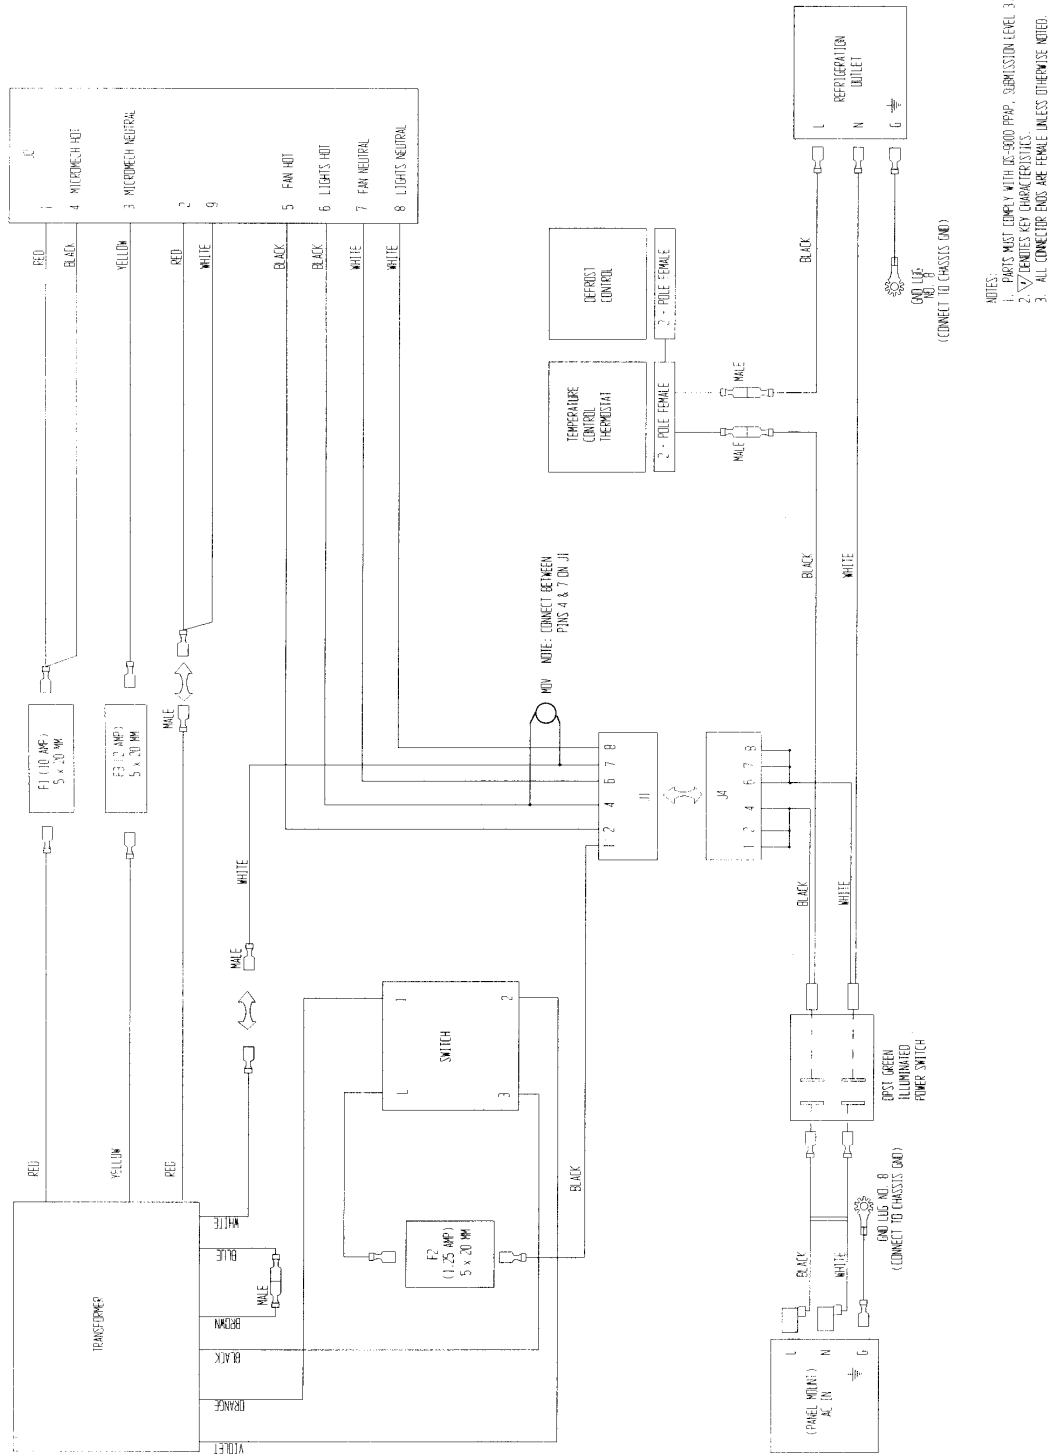 TRANSFORMER
RED
YELLOW
RED
WHITE
BLUE
BROWN
BLACK
ORANGE
VIOLET
MALE
F1 (10 AMP)
5 x 20 MM
F3 (2 AMP)
5 x 20 MM
MALE
RED
BLACK
YELLOW
RED
WHITE
BLACK
BLACK
WHITE
WHITE
1
4 MICROMECH HOT
3 MICROMECH NEUTRAL
2
9
5 FAN HOT
6 LIGHTS HOT
7 FAN NEUTRAL
8 LIGHTS NEUTRAL
MALE
WHITE
SWITCH
1
2
L
3
F2
(1.25 AMP)
5 x 20 MM
BLACK
MOV
NOTE: CONNECT BETWEEN
PINS 4 & 7 ON J1
J1
1 2 4 6 7 8
J4
1 2 4 6 7 8
TEMPERATURE
CONTROL
THERMOSTAT
2 - POLE FEMALE
DEFROST
CONTROL
2 - POLE FEMALE
MALE
MALE
(PANEL MOUNT)
AC IN
L
N
G
BLACK
WHITE
GND LUG NO. 8
(CONNECT TO CHASSIS GND)
DPST GREEN
ILLUMINATED
POWER SWITCH
BLACK
WHITE
BLACK
WHITE
BLACK
GND LUG
NO. 8
(CONNECT TO CHASSIS GND)
REFRIGERATION
OUTLET
L
N
G
NOTES:
1. PARTS MUST COMPLY WITH QS-9000 PPAP, SUBMISSION LEVEL 3.
2. DENOTES KEY CHARACTERISTICS.
3. ALL CONNECTOR ENDS ARE FEMALE UNLESS OTHERWISE NOTED.